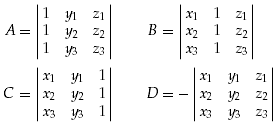 A = | 1 y₁ z₁ | B = | x₁ 1 z₁ |
| 1 y₂ z₂ | | x₂ 1 z₂ |
| 1 y₃ z₃ | | x₃ 1 z₃ |
C = | x₁ y₁ 1 | D = − | x₁ y₁ z₁ |
| x₂ y₂ 1 | | x₂ y₂ z₂ |
| x₃ y₃ 1 | | x₃ y₃ z₃ |